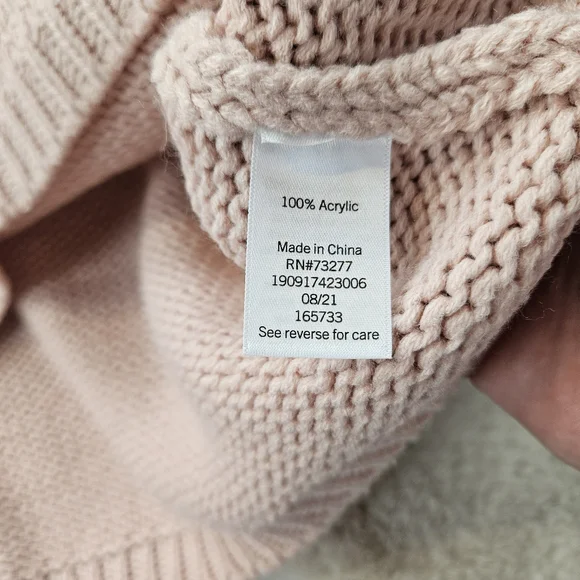 100% Acrylic
Made in China
RN#73277
190917423006
08/21
165733
See reverse for care